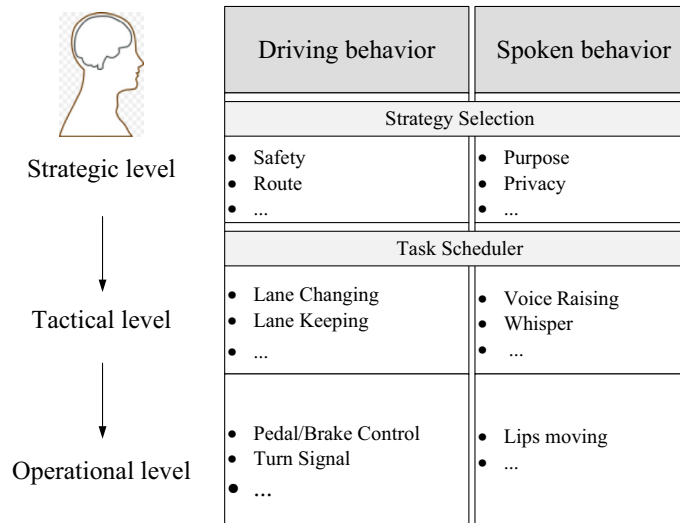 Driving behavior
Spoken behavior
Strategy Selection
Strategic level
• Safety
• Route
• ...
• Purpose
• Privacy
• ...
Task Scheduler
Tactical level
• Lane Changing
• Lane Keeping
• ...
• Voice Raising
• Whisper
• ...
Operational level
• Pedal/Brake Control
• Turn Signal
• ...
• Lips moving
• ...